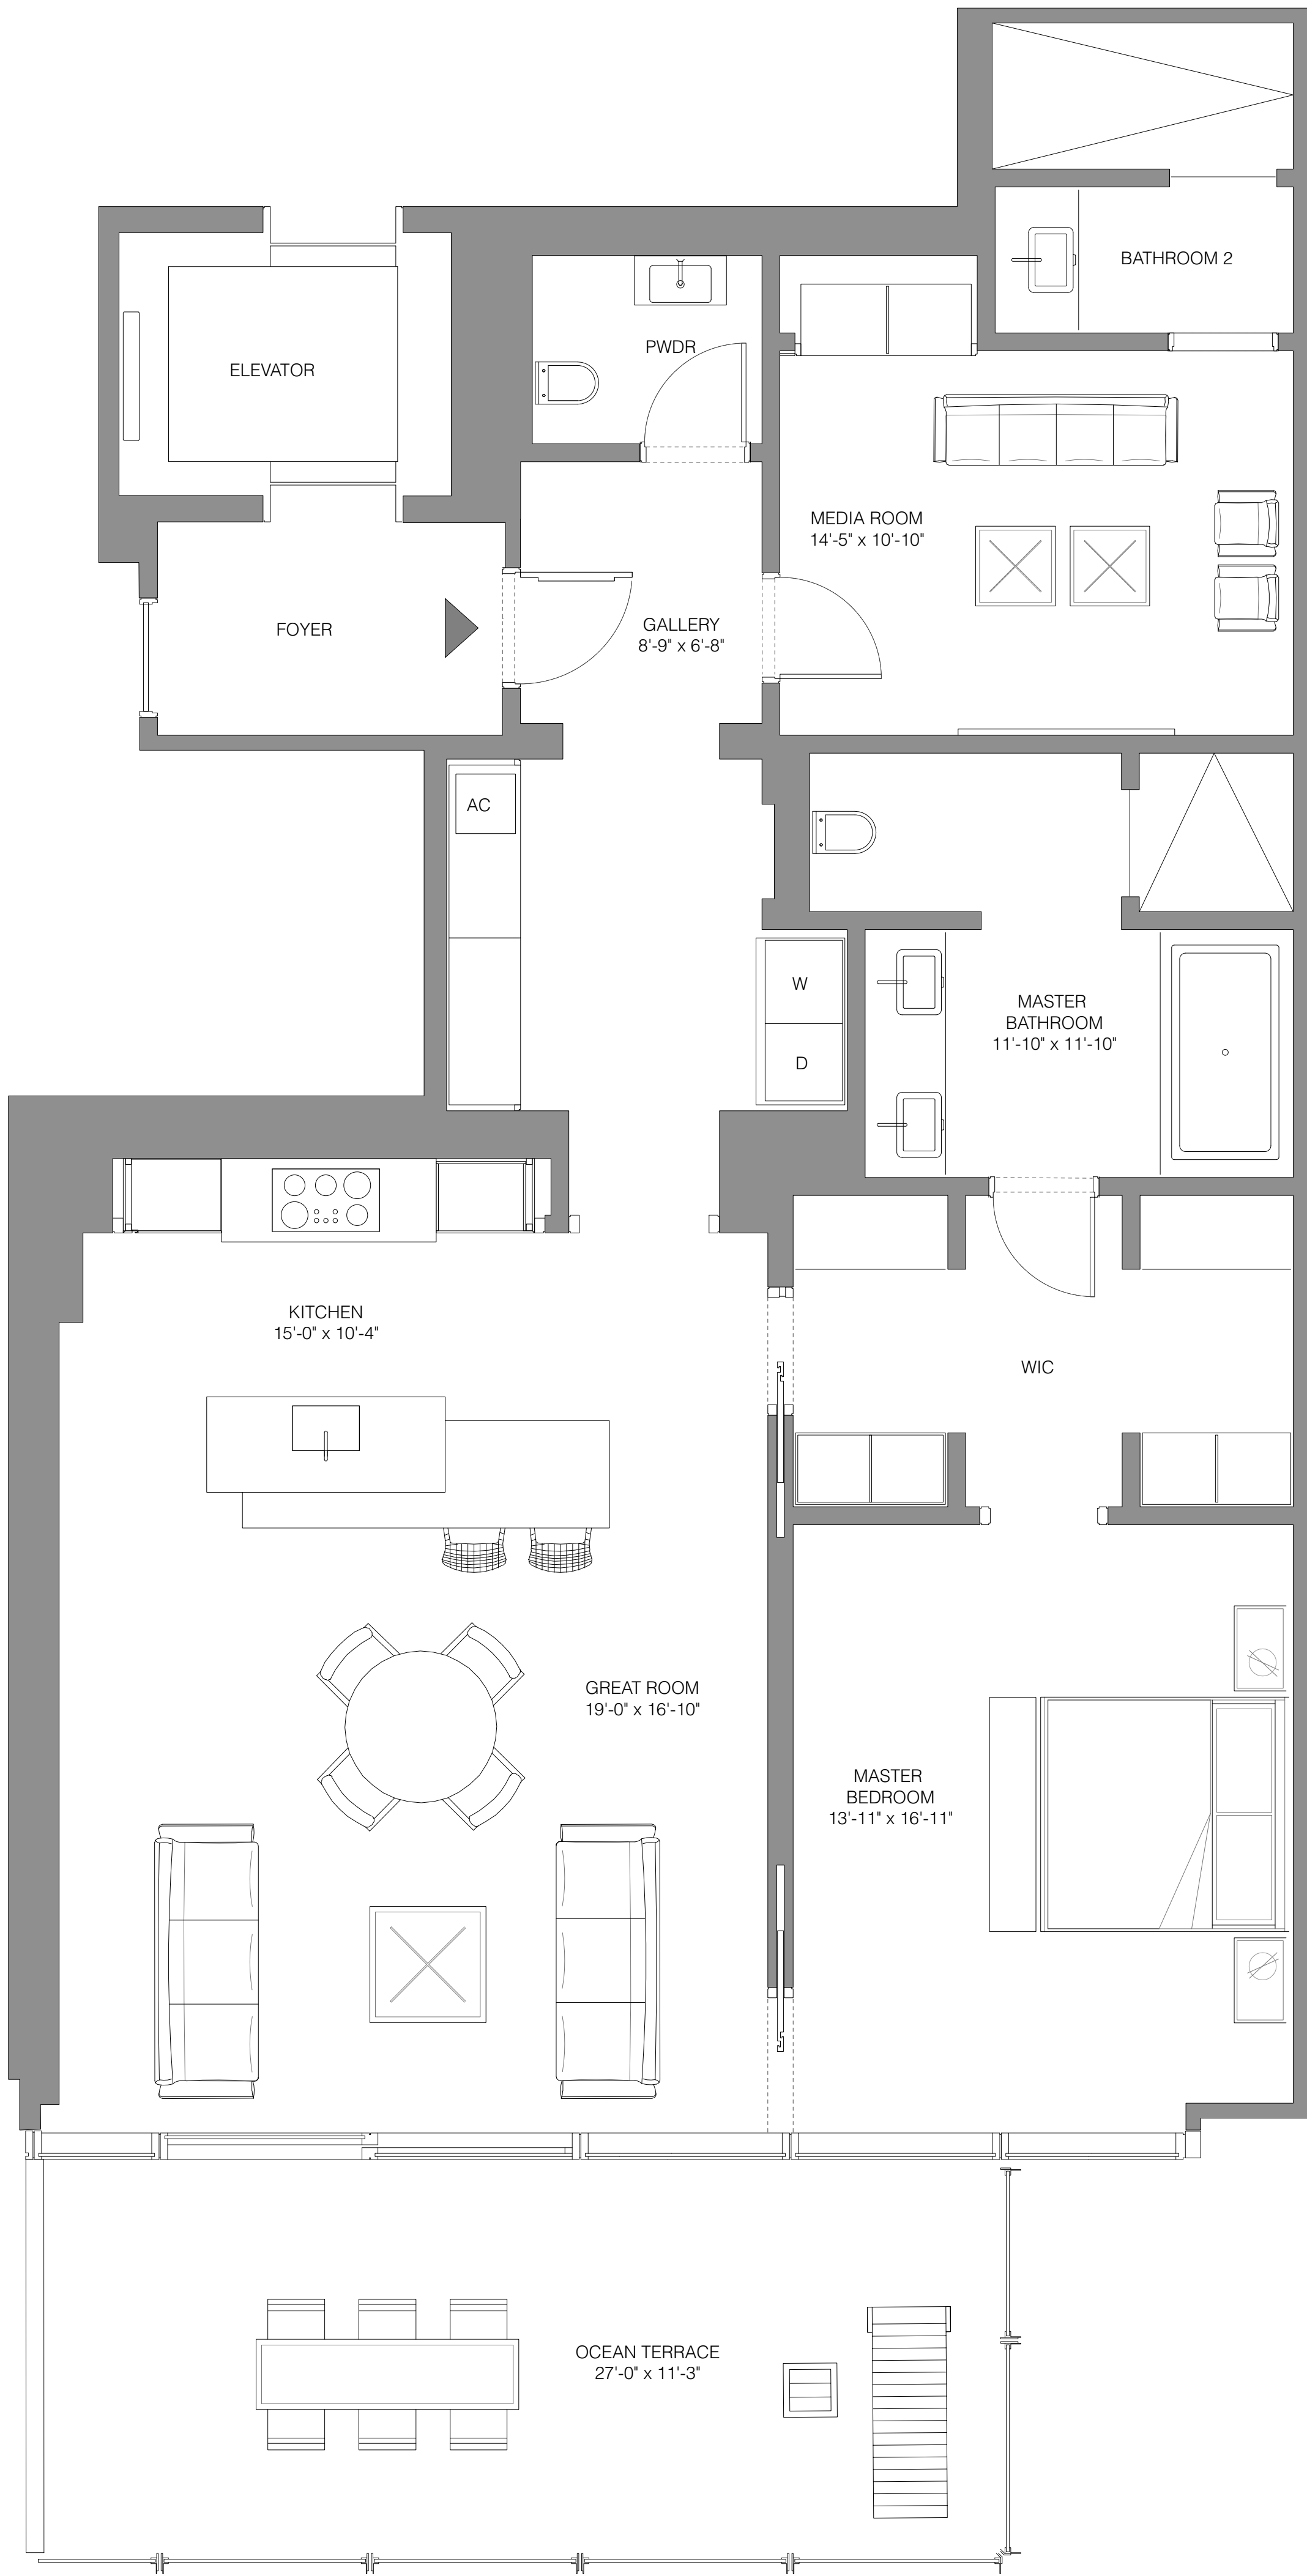 BATHROOM 2
PWDR
ELEVATOR
MEDIA ROOM
14'-5" x 10'-10"
FOYER
GALLERY
8'-9" x 6'-8"
AC
W
D
MASTER
BATHROOM
11'-10" x 11'-10"
KITCHEN
15'-0" x 10'-4"
WIC
GREAT ROOM
19'-0" x 16'-10"
MASTER
BEDROOM
13'-11" x 16'-11"
OCEAN TERRACE
27'-0" x 11'-3"